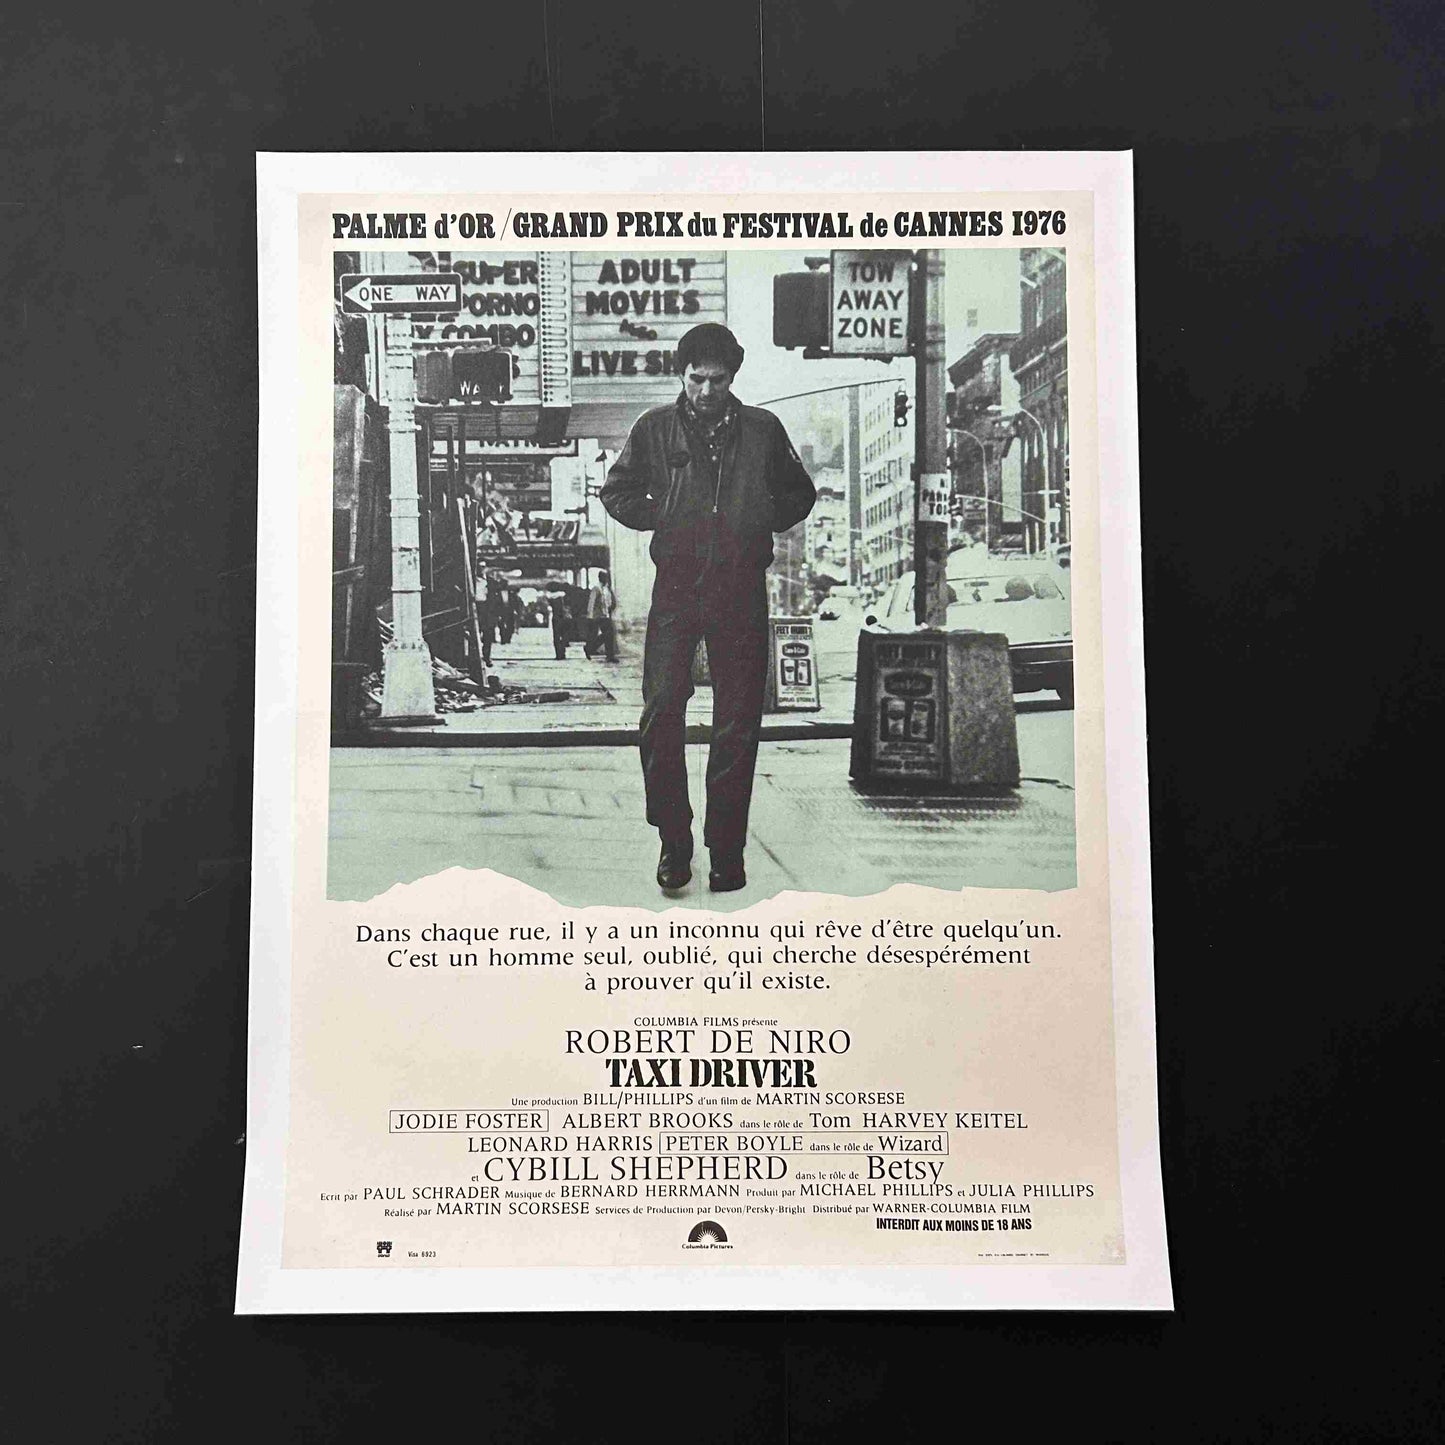 PALME d'OR/GRAND PRIX du FESTIVAL de CANNES 1976
ONE WAY
SUPER
PORNO
COMBO
ADULT
MOVIES
LIVE SH
TOW
AWAY
ZONE
WA
Dans chaque rue, il y a un inconnu qui rêve d'être quelqu'un.
C'est un homme seul, oublié, qui cherche désespérément
à prouver qu'il existe.
COLUMBIA FILMS présente
ROBERT DE NIRO
TAXI DRIVER
Une production BILL/PHILLIPS d'un film de MARTIN SCORSESE
JODIE FOSTER ALBERT BROOKS dans le rôle de Tom HARVEY KEITEL
LEONARD HARRIS PETER BOYLE dans le rôle de Wizard
et CYBILL SHEPHERD dans le rôle de Betsy
Ecrit par PAUL SCHRADER Musique de BERNARD HERRMANN Produit par MICHAEL PHILLIPS et JULIA PHILLIPS
Réalisé par MARTIN SCORSESE Services de Production par Devon/Persky-Bright Distribué par WARNER-COLUMBIA FILM
INTERDIT AUX MOINS DE 18 ANS
Visa 6923
Columbia Pictures